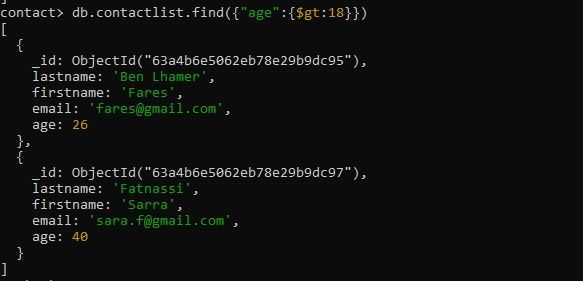 contact> db.contactlist.find({"age":{$gt:18}})
[
  {
    _id: ObjectId("63a4b6e5062eb78e29b9dc95"),
    lastname: 'Ben Lhamer',
    firstname: 'Fares',
    email: 'fares@gmail.com',
    age: 26
  },
  {
    _id: ObjectId("63a4b6e5062eb78e29b9dc97"),
    lastname: 'Fatnassi',
    firstname: 'Sarra',
    email: 'sara.f@gmail.com',
    age: 40
  }
]